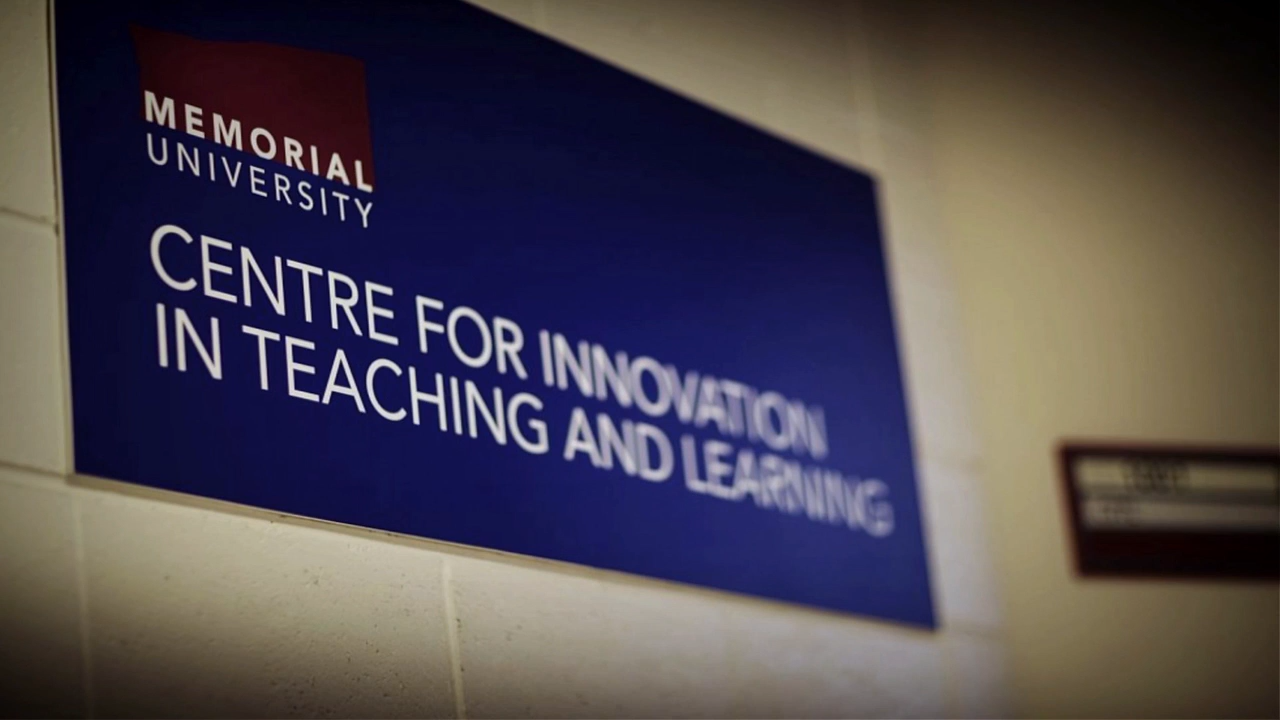 MEMORIAL
UNIVERSITY
CENTRE FOR INNOVATION
IN TEACHING AND LEARNING